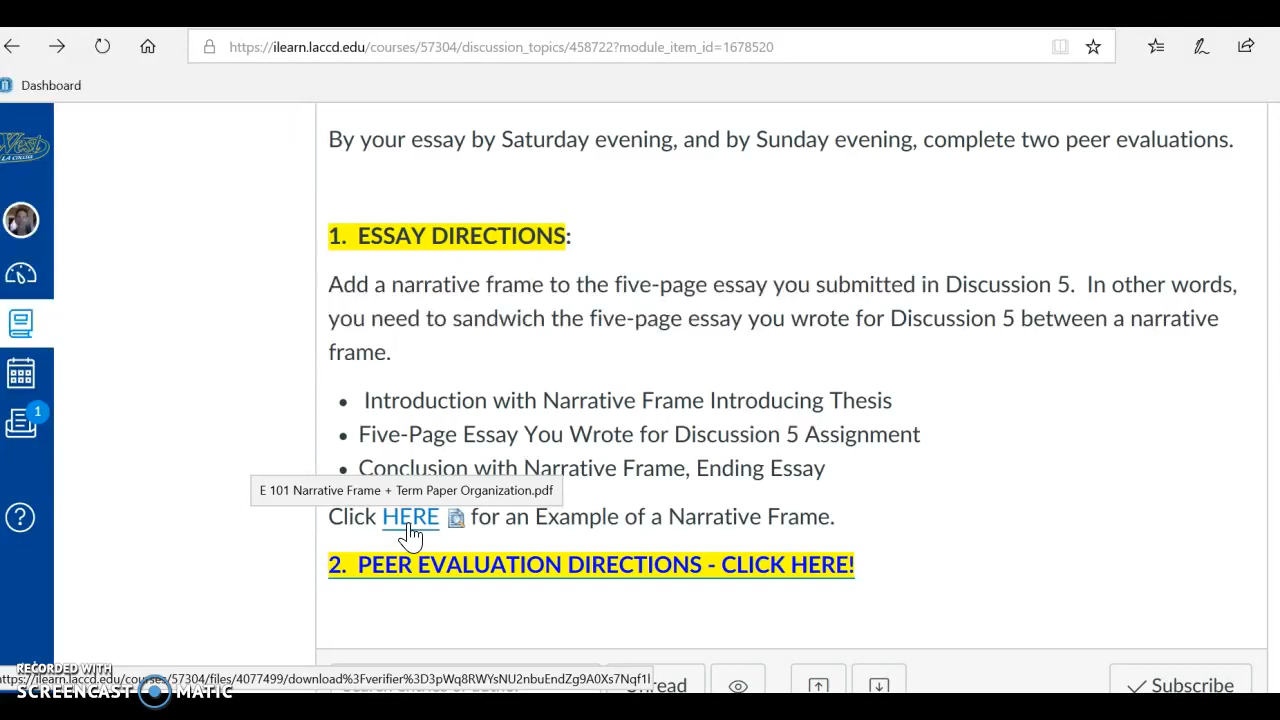 https://ilearn.laccd.edu/courses/57304/discussion_topics/458722?module_item_id=1678520
Dashboard
West
LA COLLEGE
By your essay by Saturday evening, and by Sunday evening, complete two peer evaluations.
1. ESSAY DIRECTIONS:
Add a narrative frame to the five-page essay you submitted in Discussion 5. In other words,
you need to sandwich the five-page essay you wrote for Discussion 5 between a narrative
frame.
• Introduction with Narrative Frame Introducing Thesis
• Five-Page Essay You Wrote for Discussion 5 Assignment
1
• Conclusion with Narrative Frame, Ending Essay
E 101 Narrative Frame + Term Paper Organization.pdf
Click HERE for an Example of a Narrative Frame.
2. PEER EVALUATION DIRECTIONS - CLICK HERE!
RECORDED WITH
SCREENCAST MATIC
Subscribe